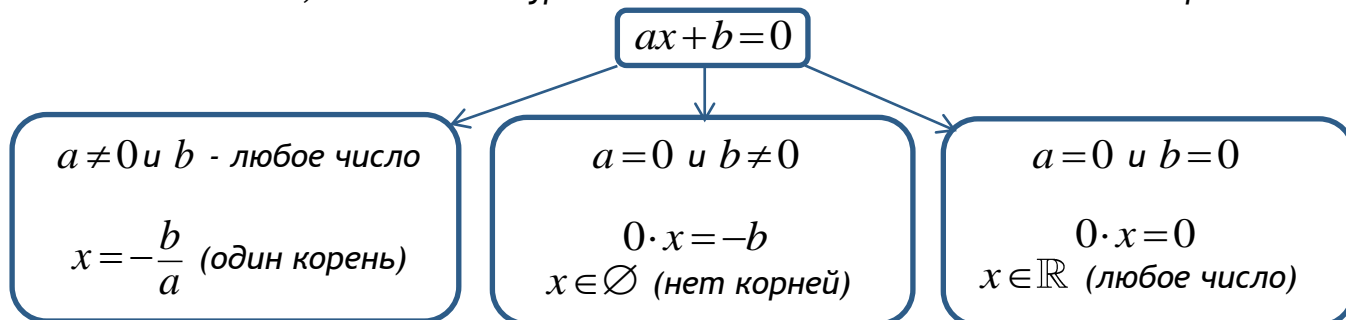 ax + b = 0
a ≠ 0 и b - любое число
x = −b/a (один корень)
a = 0 и b ≠ 0
0 · x = −b
x ∈ ∅ (нет корней)
a = 0 и b = 0
0 · x = 0
x ∈ ℝ (любое число)